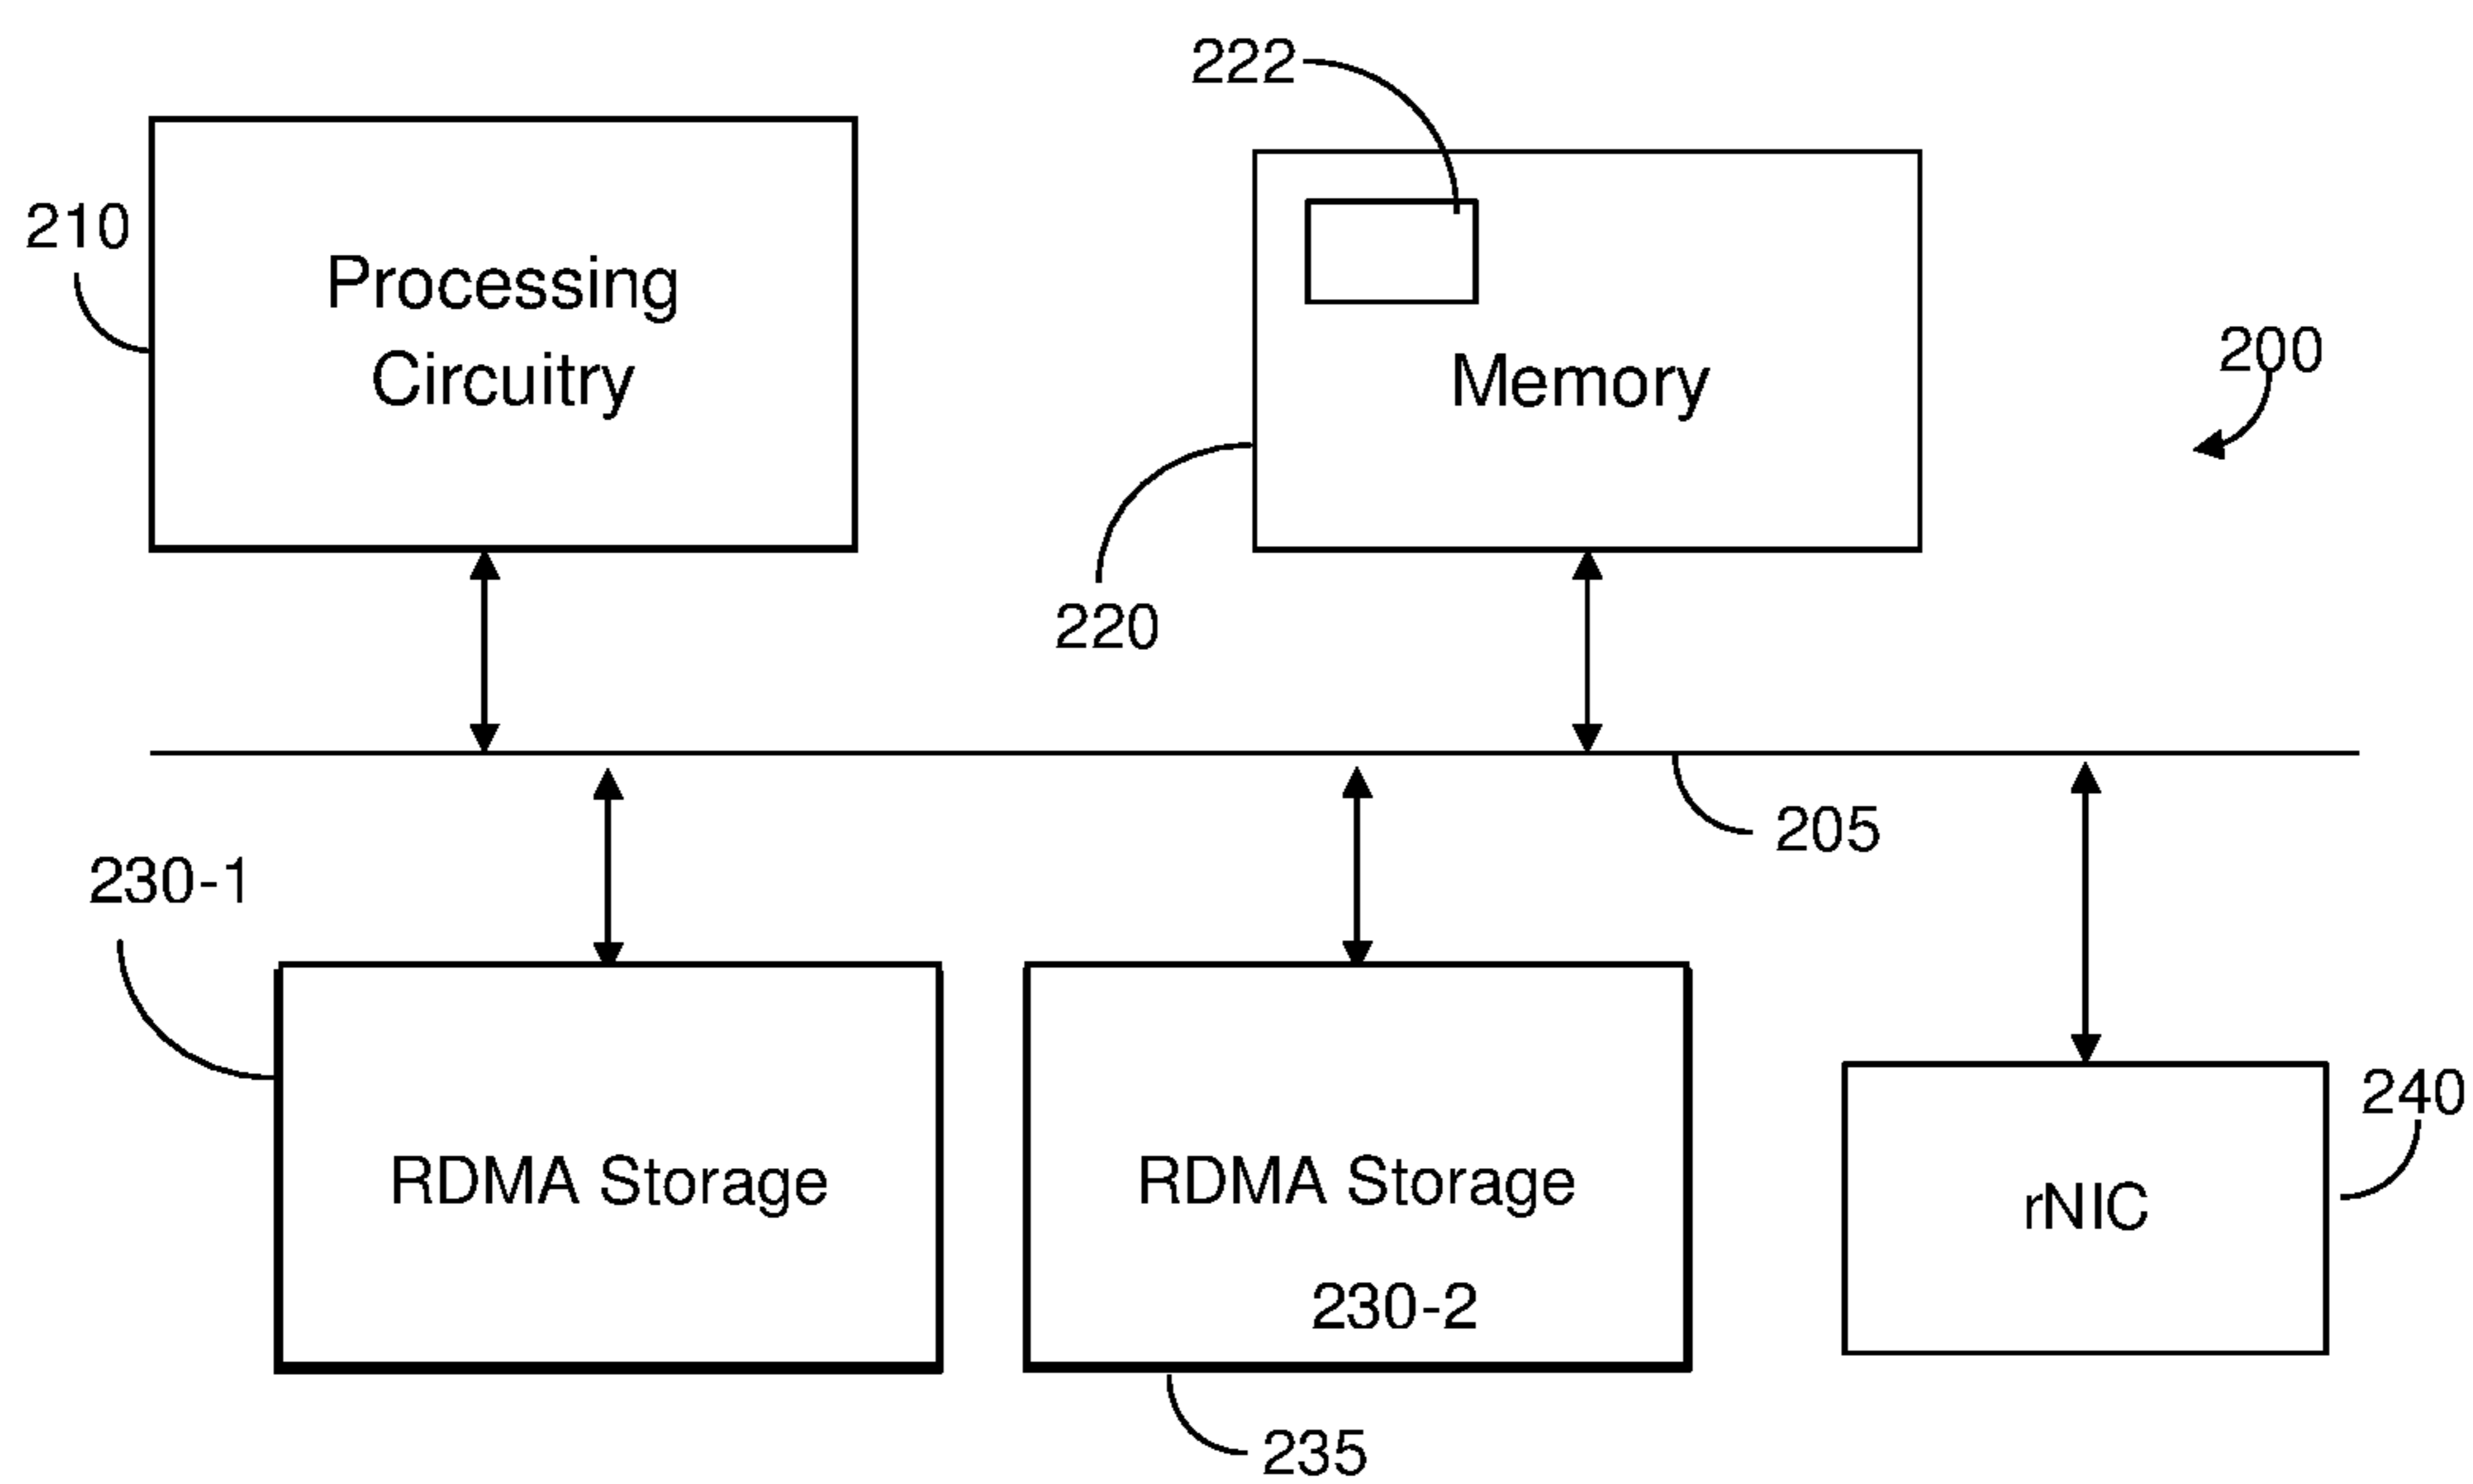 222
210
Processing
Circuitry
Memory
200
220
205
230-1
240
RDMA Storage
RDMA Storage
rNIC
230-2
235